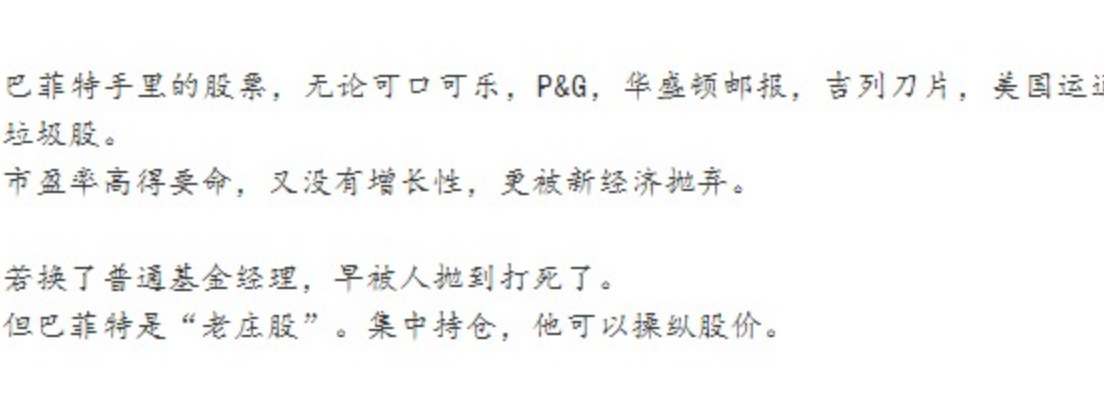 巴菲特手里的股票，无论可口可乐，P&G，华盛顿邮报，吉列刀片，美国运
垃圾股。
市盈率高得要命，又没有增长性，更被新经济抛弃。
若换了普通基金经理，早被人抛到打死了。
但巴菲特是“老庄股”。集中持仓，他可以操纵股价。